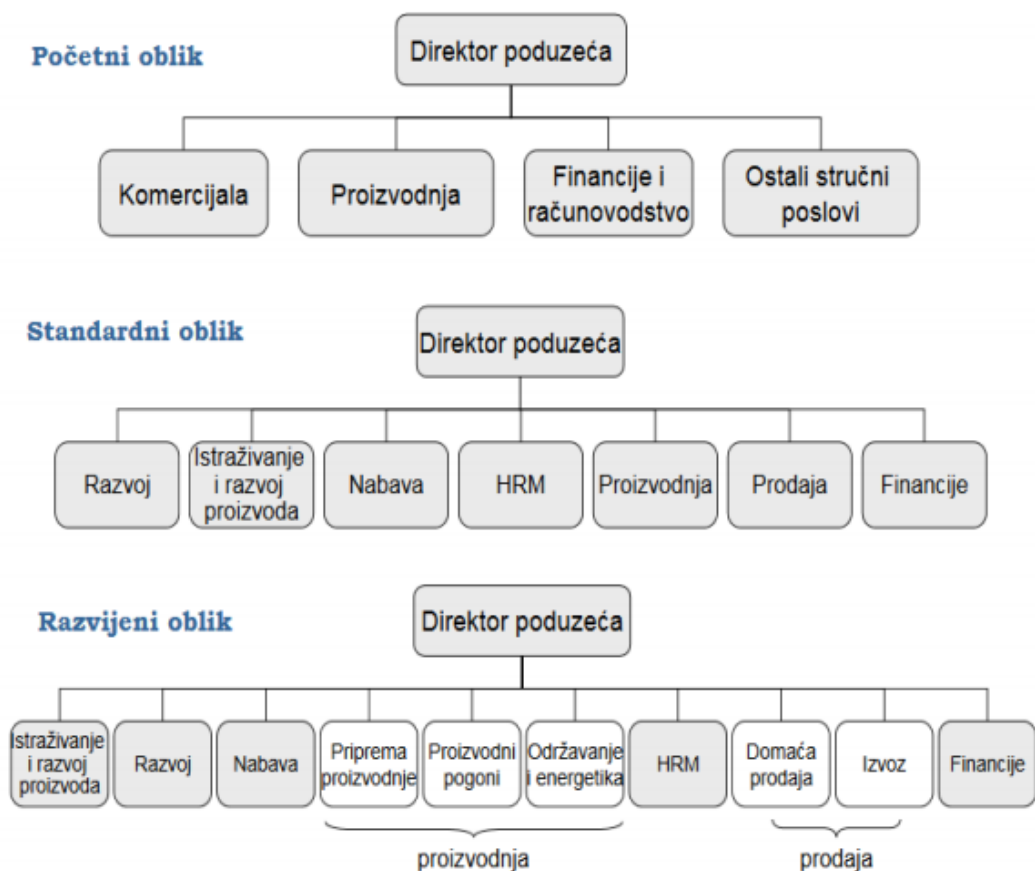 Početni oblik
Direktor poduzeća
Komercijala
Proizvodnja
Financije i
računovodstvo
Ostali stručni
poslovi
Standardni oblik
Direktor poduzeća
Razvoj
Istraživanje
i razvoj
proizvoda
Nabava
HRM
Proizvodnja
Prodaja
Financije
Razvijeni oblik
Direktor poduzeća
Istraživanje
i razvoj
proizvoda
Razvoj
Nabava
Priprema
proizvodnje
Proizvodni
pogoni
Održavanje
i energetika
HRM
Domaća
prodaja
Izvoz
Financije
proizvodnja
prodaja